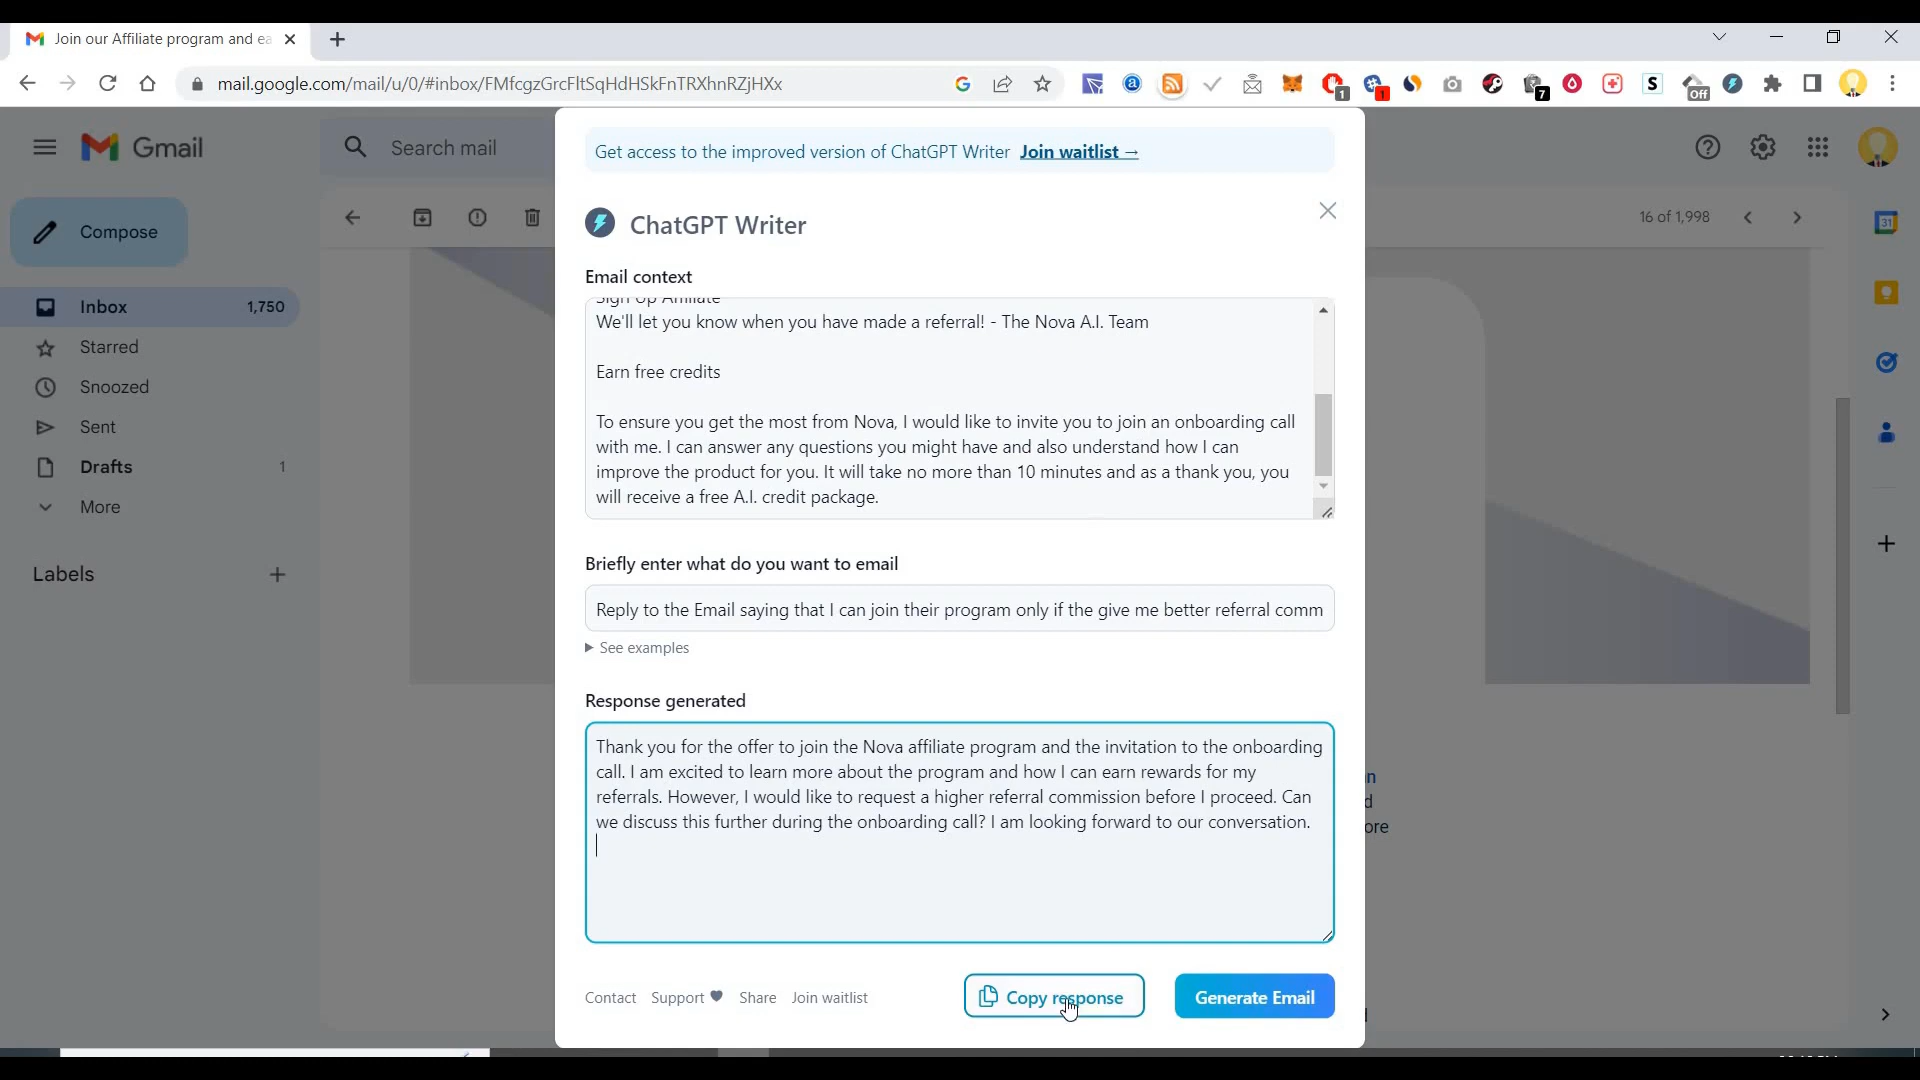 Join our Affiliate program and ea
mail.google.com/mail/u/0/#inbox/FMfcgzGrcFltSqHdHSkFnTRXhnRZjHXx
1
1
7
Off
Gmail
Search mail
Compose
16 of 1,998
31
Inbox 1,750
Starred
Snoozed
Sent
Drafts 1
More
Labels
Get access to the improved version of ChatGPT Writer Join waitlist →
ChatGPT Writer
Email context
Sign Up Affiliate
We'll let you know when you have made a referral! - The Nova A.I. Team
Earn free credits
To ensure you get the most from Nova, I would like to invite you to join an onboarding call
with me. I can answer any questions you might have and also understand how I can
improve the product for you. It will take no more than 10 minutes and as a thank you, you
will receive a free A.I. credit package.
Briefly enter what do you want to email
Reply to the Email saying that I can join their program only if the give me better referral comm
See examples
Response generated
Thank you for the offer to join the Nova affiliate program and the invitation to the onboarding
call. I am excited to learn more about the program and how I can earn rewards for my
referrals. However, I would like to request a higher referral commission before I proceed. Can
we discuss this further during the onboarding call? I am looking forward to our conversation.
n
d
ore
Contact Support Share Join waitlist
Copy response
Generate Email